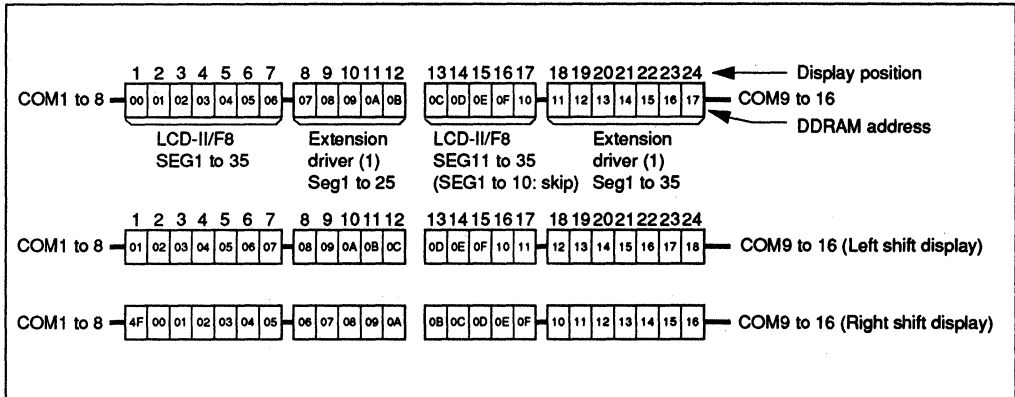 1 2 3 4 5 6 7 8 9 10 11 12 13 14 15 16 17 18 19 20 21 22 23 24 Display position
COM1 to 8 00 01 02 03 04 05 06 07 08 09 0A 0B 0C 0D 0E 0F 10 11 12 13 14 15 16 17 COM9 to 16
DDRAM address
LCD-II/F8 Extension LCD-II/F8 Extension
SEG1 to 35 driver (1) SEG11 to 35 driver (1)
Seg1 to 25 (SEG1 to 10: skip) Seg1 to 35
1 2 3 4 5 6 7 8 9 10 11 12 13 14 15 16 17 18 19 20 21 22 23 24
COM1 to 8 01 02 03 04 05 06 07 08 09 0A 0B 0C 0D 0E 0F 10 11 12 13 14 15 16 17 18 COM9 to 16 (Left shift display)
COM1 to 8 4F 00 01 02 03 04 05 06 07 08 09 0A 0B 0C 0D 0E 0F 10 11 12 13 14 15 16 COM9 to 16 (Right shift display)